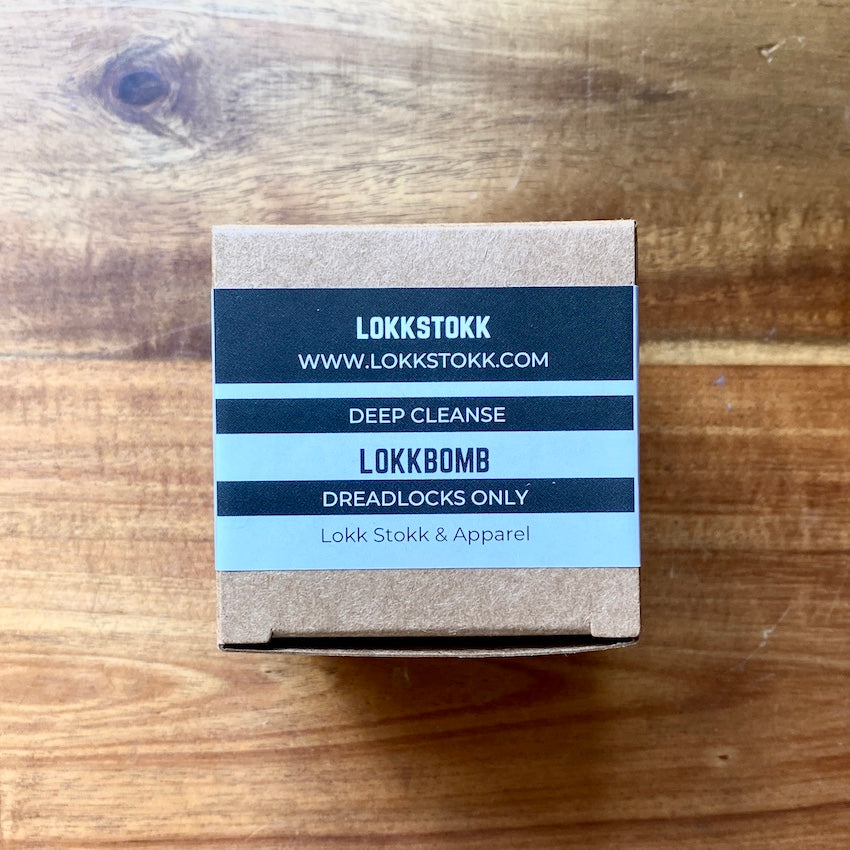 LOKKSTOKK
WWW.LOKKSTOKK.COM
DEEP CLEANSE
LOKKBOMB
DREADLOCKS ONLY
Lokk Stokk & Apparel